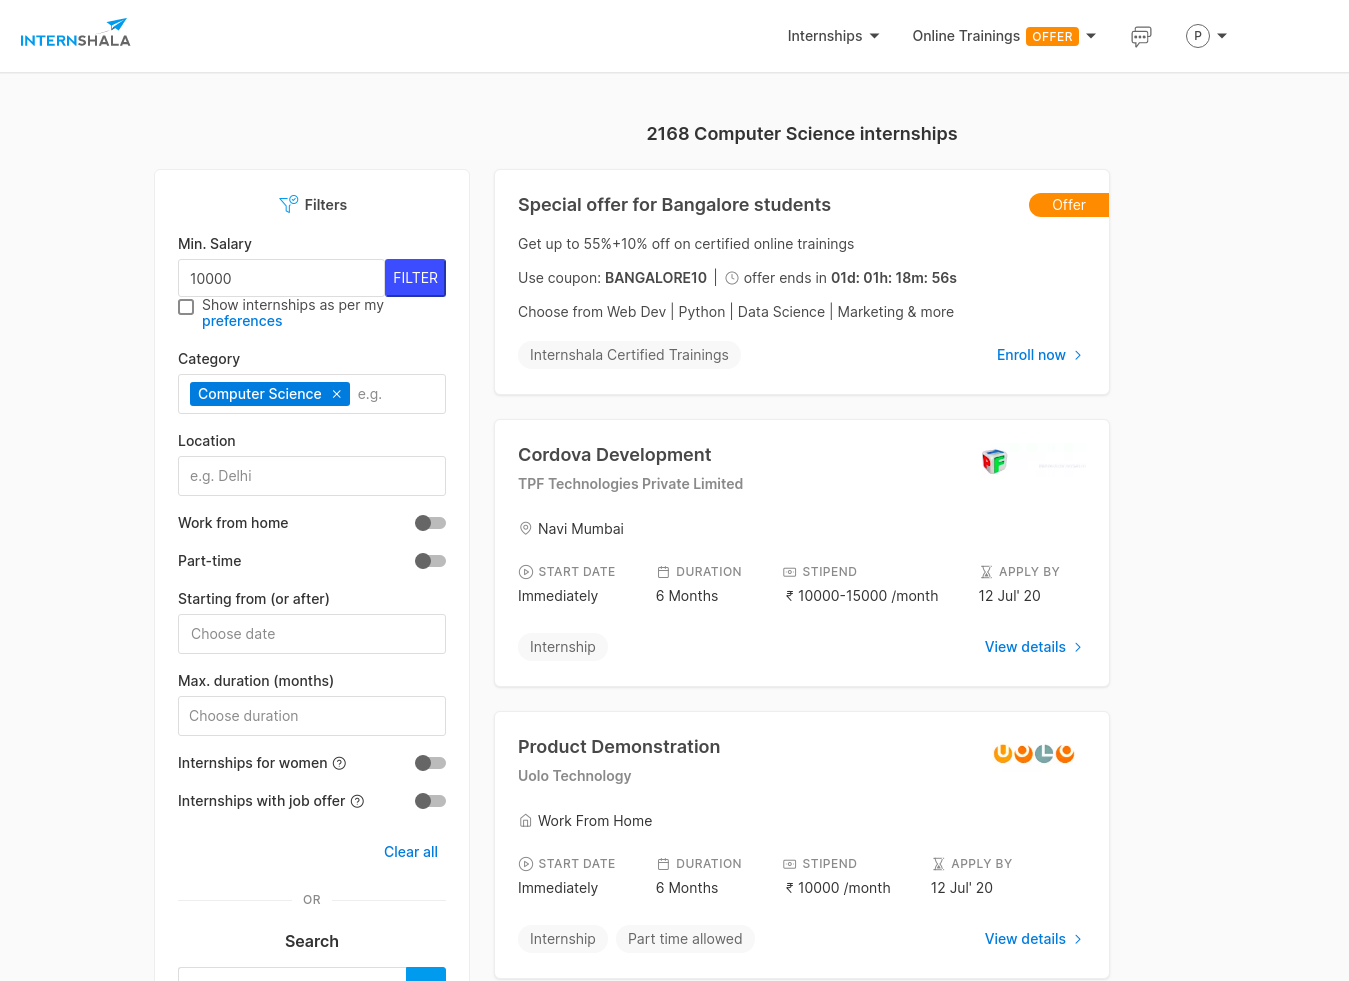 INTERNSHALA
Internships
Online Trainings OFFER
P
2168 Computer Science internships
Filters
Min. Salary
10000 FILTER
Show internships as per my
preferences
Category
Computer Science × e.g.
Location
e.g. Delhi
Work from home
Part-time
Starting from (or after)
Choose date
Max. duration (months)
Choose duration
Internships for women ?
Internships with job offer ?
Clear all
OR
Search
Special offer for Bangalore students
Offer
Get up to 55%+10% off on certified online trainings
Use coupon: BANGALORE10 | offer ends in 01d: 01h: 18m: 56s
Choose from Web Dev | Python | Data Science | Marketing & more
Internshala Certified Trainings
Enroll now >
Cordova Development
TPF Technologies Private Limited
Navi Mumbai
START DATE DURATION STIPEND APPLY BY
Immediately 6 Months ₹ 10000-15000 /month 12 Jul' 20
Internship
View details >
Product Demonstration
UOLO
Uolo Technology
Work From Home
START DATE DURATION STIPEND APPLY BY
Immediately 6 Months ₹ 10000 /month 12 Jul' 20
Internship Part time allowed
View details >